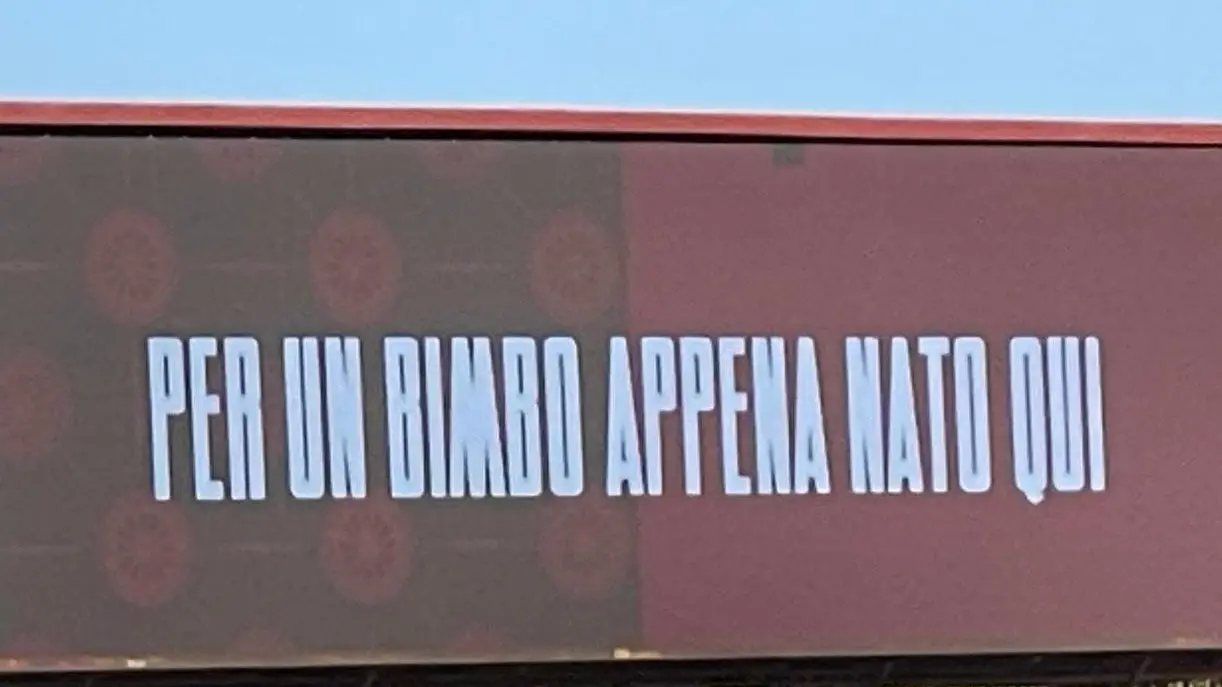 PER UN BIMBO APPENA NATO QUI